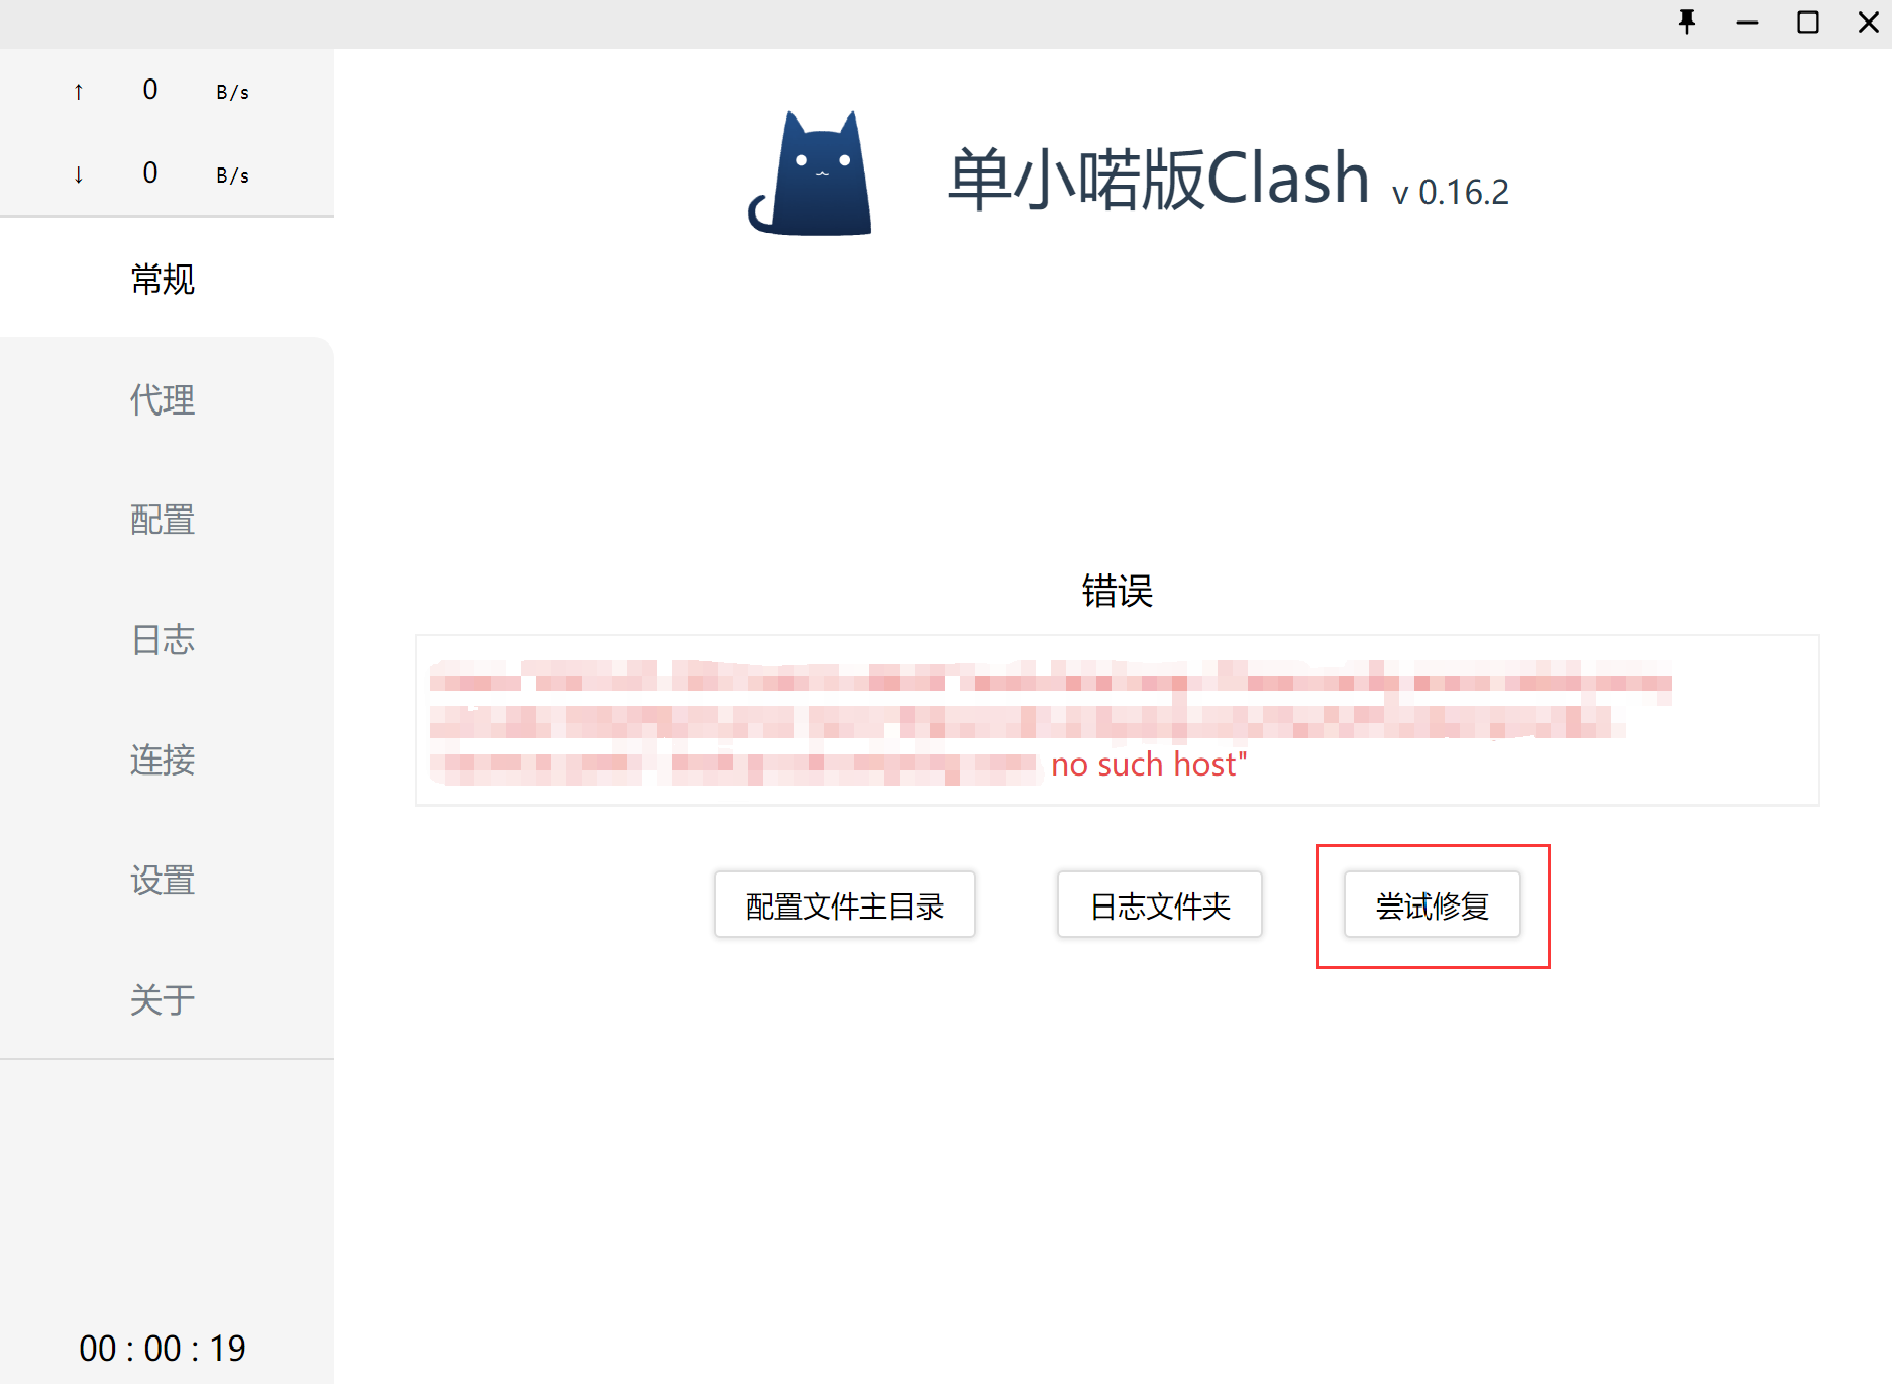 ↑ 0 B/s
↓ 0 B/s
常规
代理
配置
日志
连接
设置
关于
00 : 00 : 19
单小喏版Clash v 0.16.2
错误
no such host"
配置文件主目录
日志文件夹
尝试修复